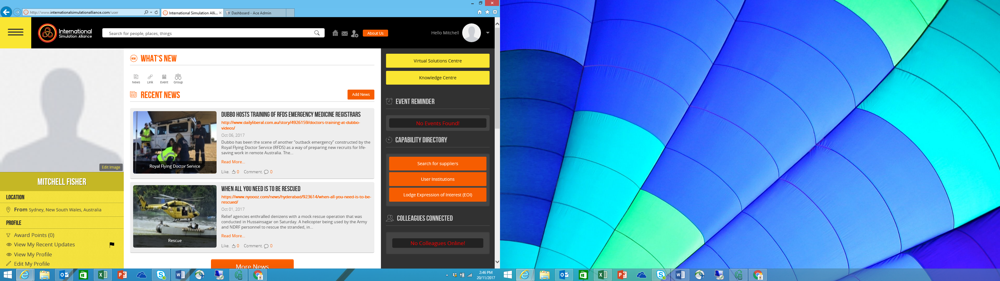 http://www.internationalsimulationalliance.com/user
International Simulation Alli...
Dashboard - Ace Admin
International
Simulation Alliance
Search for people, places, things
About Us
Hello Mitchell
Edit Image
MITCHELL FISHER
LOCATION
From Sydney, New South Wales, Australia
PROFILE
Award Points (0)
View My Recent Updates
View My Profile
Edit My Profile
NEW
WHAT'S NEW
News
Link
Event
Group
RECENT NEWS
Add News
DUBBO HOSTS TRAINING OF RFDS EMERGENCY MEDICINE REGISTRARS
http://www.dailyliberal.com.au/story/4926159/doctors-training-at-dubbo-
videos/
Oct 06, 2017
Dubbo has been the scene of another “outback emergency” constructed by the
Royal Flying Doctor Service (RFDS) as a way of preparing new recruits for life-
saving work in remote Australia. The...
Read More...
Royal Flying Doctor Service
Like. 0 Comment. 0
WHEN ALL YOU NEED IS TO BE RESCUED
https://www.nyoooz.com/news/hyderabad/923614/when-all-you-need-is-to-be-
rescued/
Oct 01, 2017
Relief agencies enthralled denizens with a mock rescue operation that was
conducted in Hussainsagar on Saturday. A helicopter being used by the Army
and NDRF personnel to rescue the stranded, in...
Read More...
Rescue
Like. 0 Comment. 0
More News
Virtual Solutions Centre
Knowledge Centre
EVENT REMINDER
No Events Found!
CAPABILITY DIRECTORY
Search for suppliers
User Institutions
Lodge Expression of Interest (EOI)
COLLEAGUES CONNECTED
No Colleagues Online!
2:46 PM
20/11/2017